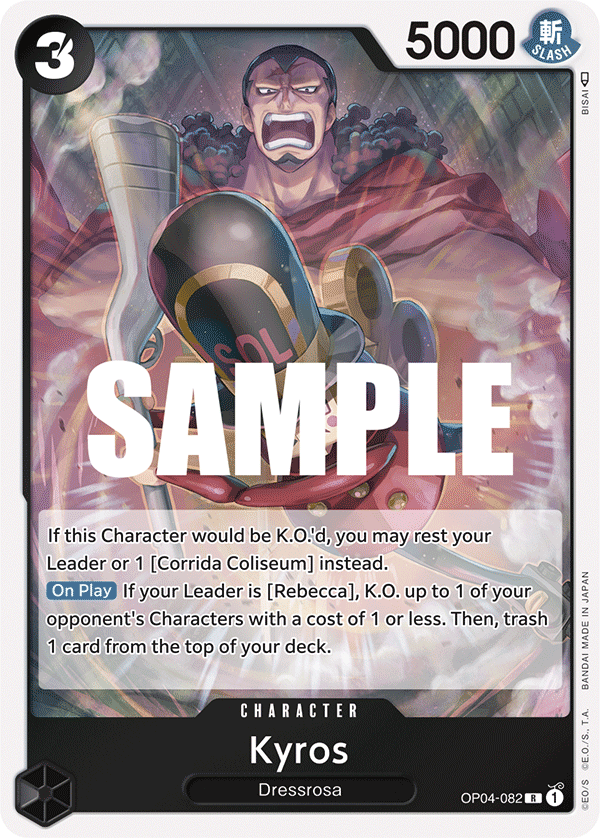 3
5000
斬
SLASH
BISAI
SOL
SAMPLE
If this Character would be K.O.'d, you may rest your
Leader or 1 [Corrida Coliseum] instead.
On Play If your Leader is [Rebecca], K.O. up to 1 of your
opponent's Characters with a cost of 1 or less. Then, trash
1 card from the top of your deck.
CHARACTER
Kyros
Dressrosa
OP04-082 R 1
©EO/S ©E.O./S., T.A. BANDAI MADE IN JAPAN